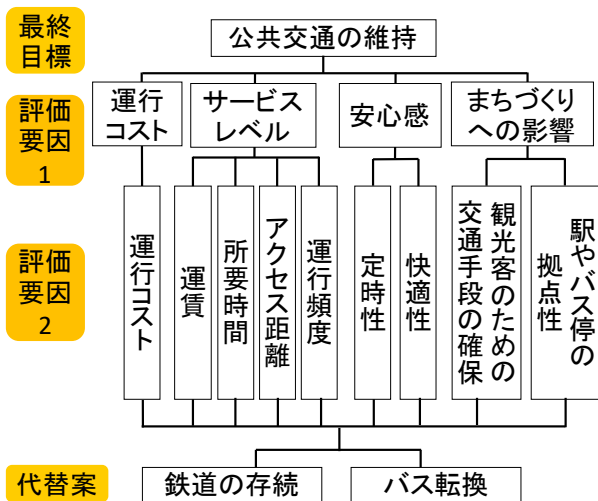 最終
目標
公共交通の維持
評価
要因
1
運行
コスト
サービス
レベル
安心感
まちづくり
への影響
評価
要因
2
運行コスト
運賃
所要時間
アクセス距離
運行頻度
定時性
快適性
観光客のための
交通手段の確保
駅やバス停の
拠点性
代替案
鉄道の存続
バス転換